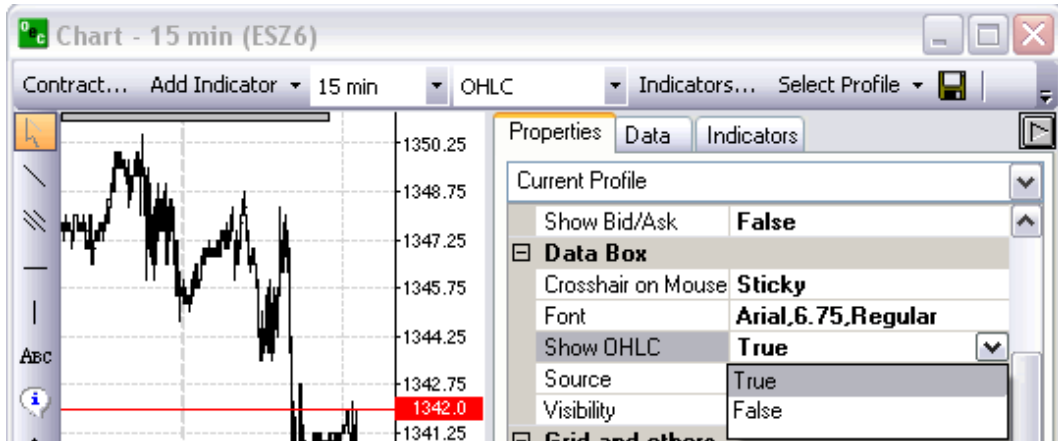 OEC Chart - 15 min (ESZ6)
Contract... Add Indicator 15 min OHLC Indicators... Select Profile
Properties Data Indicators
Current Profile
Show Bid/Ask False
Data Box
Crosshair on Mouse Sticky
Font Arial,6.75,Regular
Show OHLC True
Source True
Visibility False
Grid and others
ABC
1350.25
1348.75
1347.25
1345.75
1344.25
1342.75
1342.0
1341.25